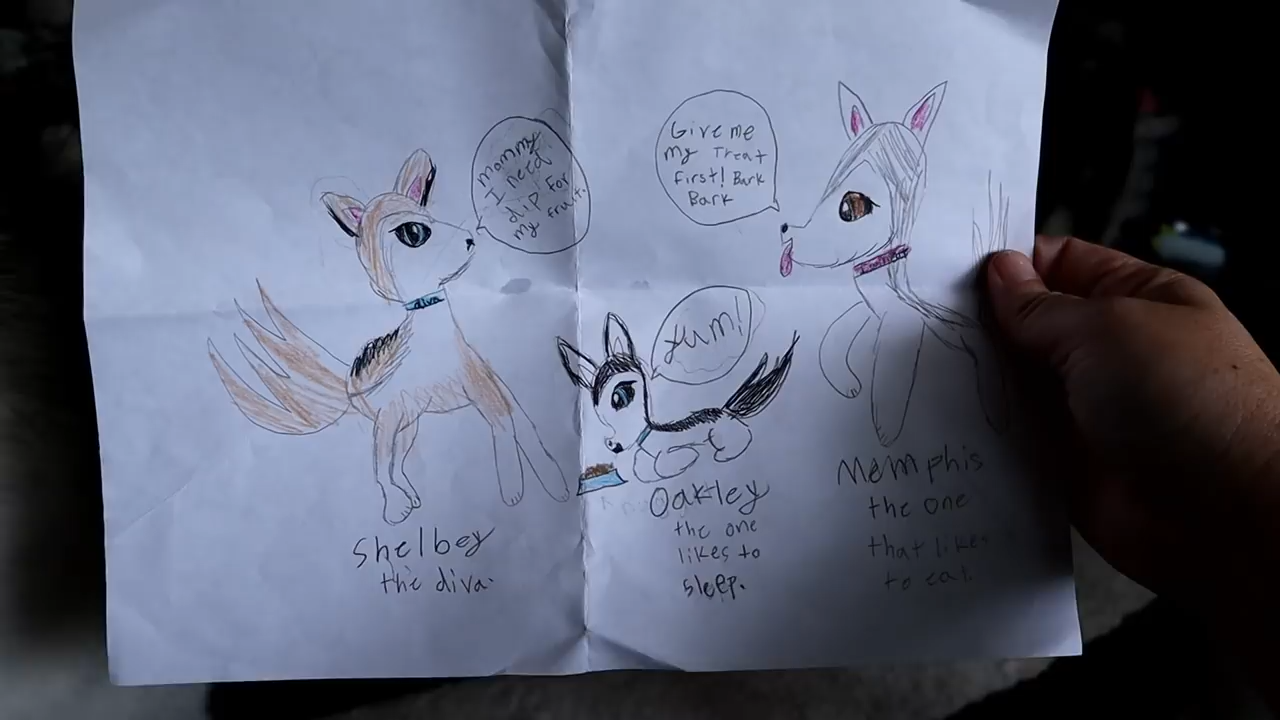 Mommy
I need
dip for
my fruit.
diva
Shelbey
the diva.
Yum!
Oakley
the one
likes to
sleep.
Give me
My Treat
first! Bark
Bark
Memphis
the one
that likes
to eat.